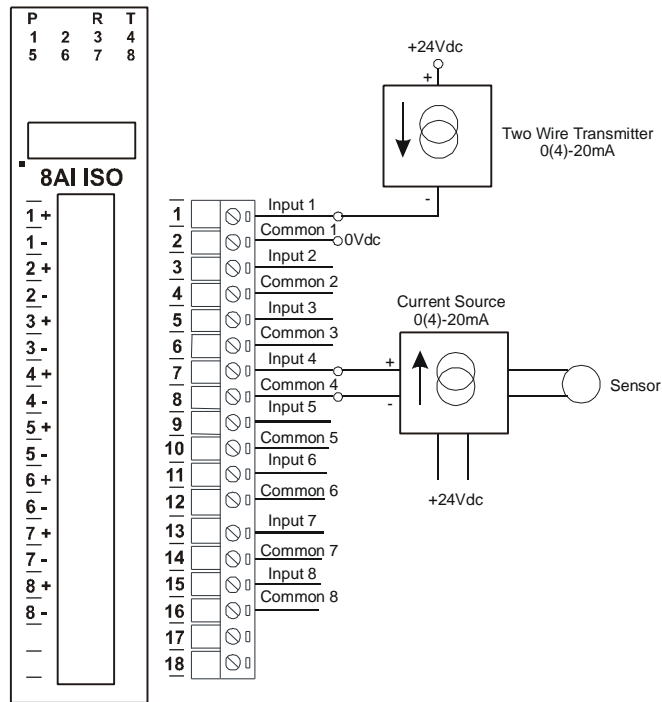 P R T
1 2 3 4
5 6 7 8
8AI ISO
1 +
1 -
2 +
2 -
3 +
3 -
4 +
4 -
5 +
5 -
6 +
6 -
7 +
7 -
8 +
8 -
1 Input 1
2 Common 1 0Vdc
3 Input 2
4 Common 2
5 Input 3
6 Common 3
7 Input 4
8 Common 4
9 Input 5
10 Common 5
11 Input 6
12 Common 6
13 Input 7
14 Common 7
15 Input 8
16 Common 8
17
18
+24Vdc
+
-
Two Wire Transmitter
0(4)-20mA
Current Source
0(4)-20mA
+
-
Sensor
+24Vdc